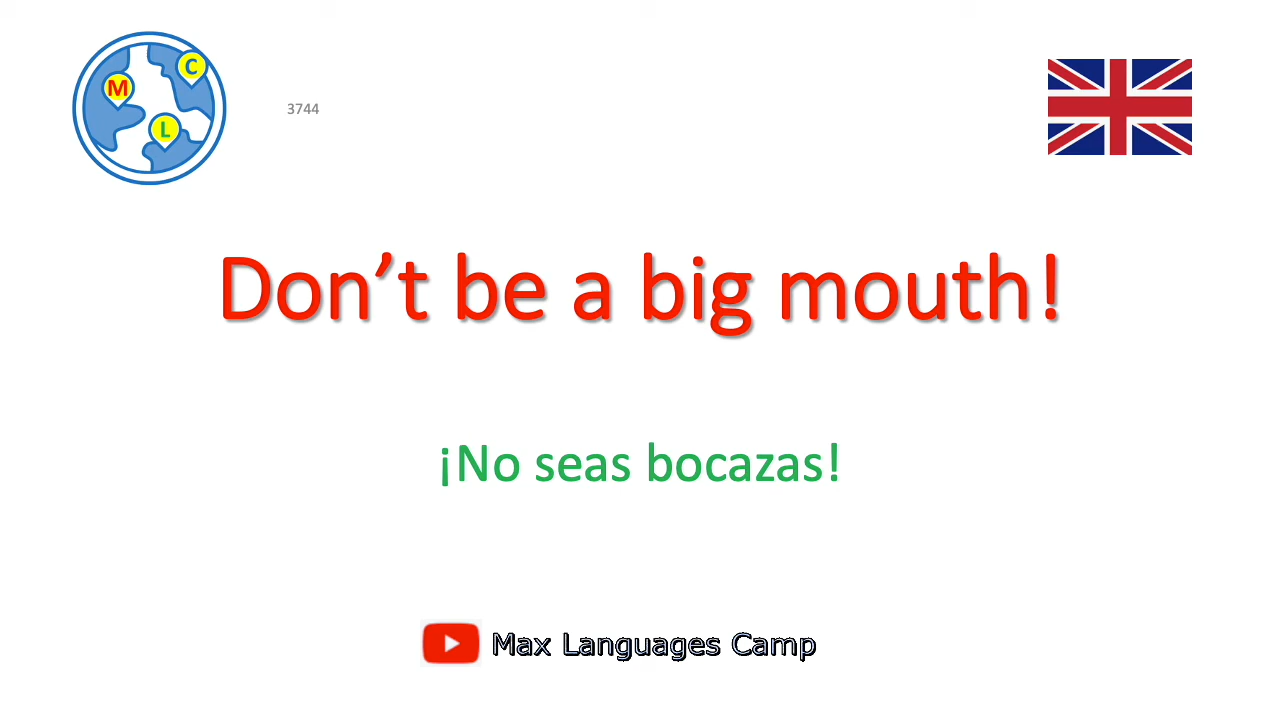 M
C
L
3744
Don’t be a big mouth!
¡No seas bocazas!
Max Languages Camp